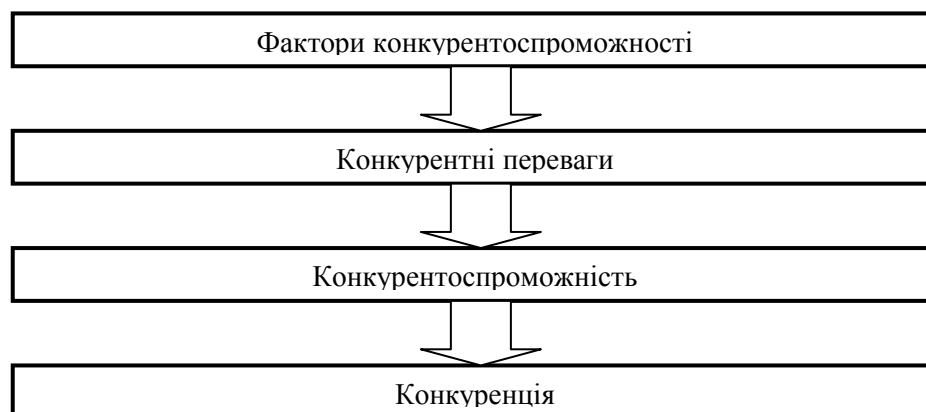 Фактори конкурентоспроможності
Конкурентні переваги
Конкурентоспроможність
Конкуренція